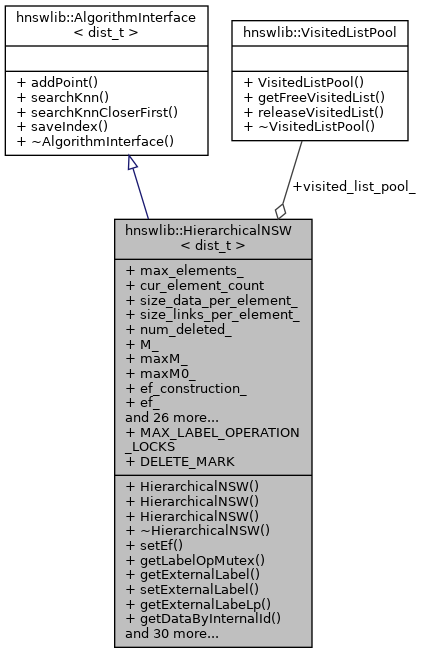 hnswlib::AlgorithmInterface
< dist_t >
+ addPoint()
+ searchKnn()
+ searchKnnCloserFirst()
+ saveIndex()
+ ~AlgorithmInterface()
hnswlib::VisitedListPool
+ VisitedListPool()
+ getFreeVisitedList()
+ releaseVisitedList()
+ ~VisitedListPool()
+visited_list_pool_
hnswlib::HierarchicalNSW
< dist_t >
+ max_elements_
+ cur_element_count
+ size_data_per_element_
+ size_links_per_element_
+ num_deleted_
+ M_
+ maxM_
+ maxM0_
+ ef_construction_
+ ef_
and 26 more...
+ MAX_LABEL_OPERATION
_LOCKS
+ DELETE_MARK
+ HierarchicalNSW()
+ HierarchicalNSW()
+ HierarchicalNSW()
+ ~HierarchicalNSW()
+ setEf()
+ getLabelOpMutex()
+ getExternalLabel()
+ setExternalLabel()
+ getExternalLabeLp()
+ getDataByInternalId()
and 30 more...